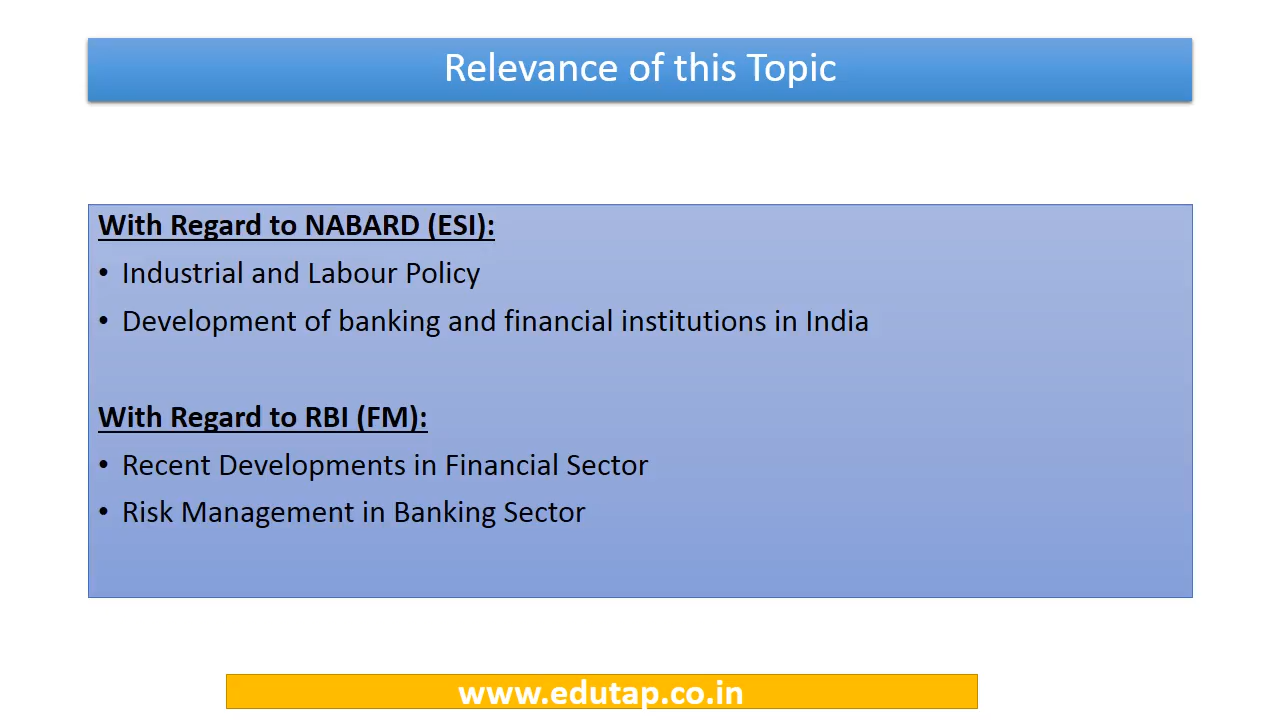 Relevance of this Topic
With Regard to NABARD (ESI):
• Industrial and Labour Policy
• Development of banking and financial institutions in India
With Regard to RBI (FM):
• Recent Developments in Financial Sector
• Risk Management in Banking Sector
www.edutap.co.in